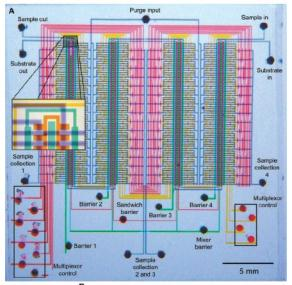 A
Purge input
Sample out
Sample in
Substrate
out
Substrate
in
Sample
collection
1
Sample
collection
4
Barrier 2
Sandwich
barrier
Barrier 3
Barrier 4
Multiplexor
control
Barrier 1
Mixer
barrier
Multiplexor
control
Sample
collection
2 and 3
5 mm